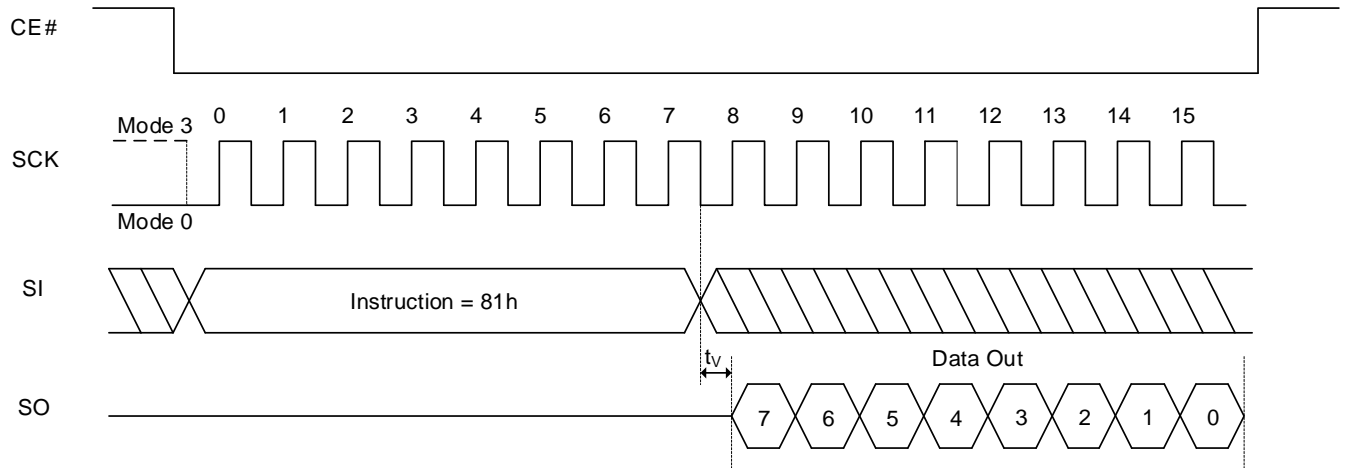 CE#
0 1 2 3 4 5 6 7 8 9 10 11 12 13 14 15
Mode 3
SCK
Mode 0
SI
Instruction = 81h
tV
Data Out
SO
7 6 5 4 3 2 1 0